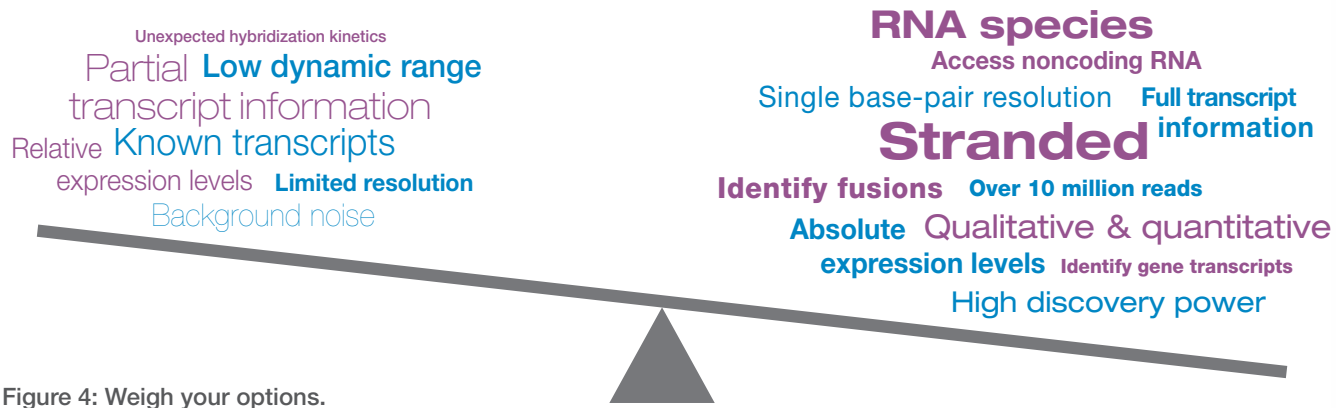 Unexpected hybridization kinetics
Partial Low dynamic range
transcript information
Relative Known transcripts
expression levels Limited resolution
Background noise
RNA species
Access noncoding RNA
Single base-pair resolution Full transcript
Stranded information
Identify fusions Over 10 million reads
Absolute Qualitative & quantitative
expression levels Identify gene transcripts
High discovery power
Figure 4: Weigh your options.